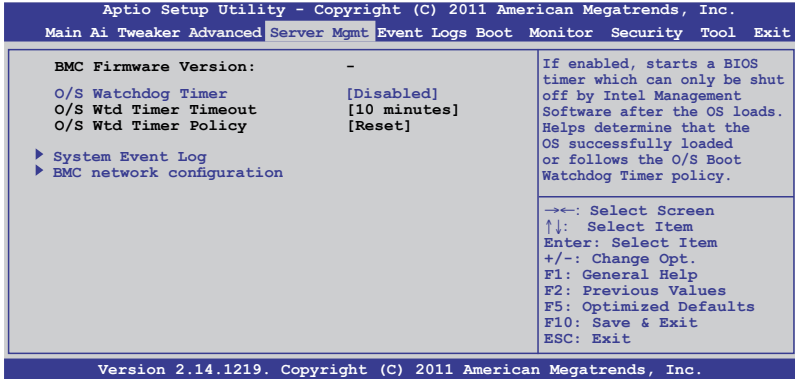 Aptio Setup Utility - Copyright (C) 2011 American Megatrends, Inc.
Main Ai Tweaker Advanced Server Mgmt Event Logs Boot Monitor Security Tool Exit
BMC Firmware Version: -
O/S Watchdog Timer [Disabled]
O/S Wtd Timer Timeout [10 minutes]
O/S Wtd Timer Policy [Reset]
System Event Log
BMC network configuration
If enabled, starts a BIOS
timer which can only be shut
off by Intel Management
Software after the OS loads.
Helps determine that the
OS successfully loaded
or follows the O/S Boot
Watchdog Timer policy.
→←: Select Screen
↑↓: Select Item
Enter: Select Item
+/-: Change Opt.
F1: General Help
F2: Previous Values
F5: Optimized Defaults
F10: Save & Exit
ESC: Exit
Version 2.14.1219. Copyright (C) 2011 American Megatrends, Inc.